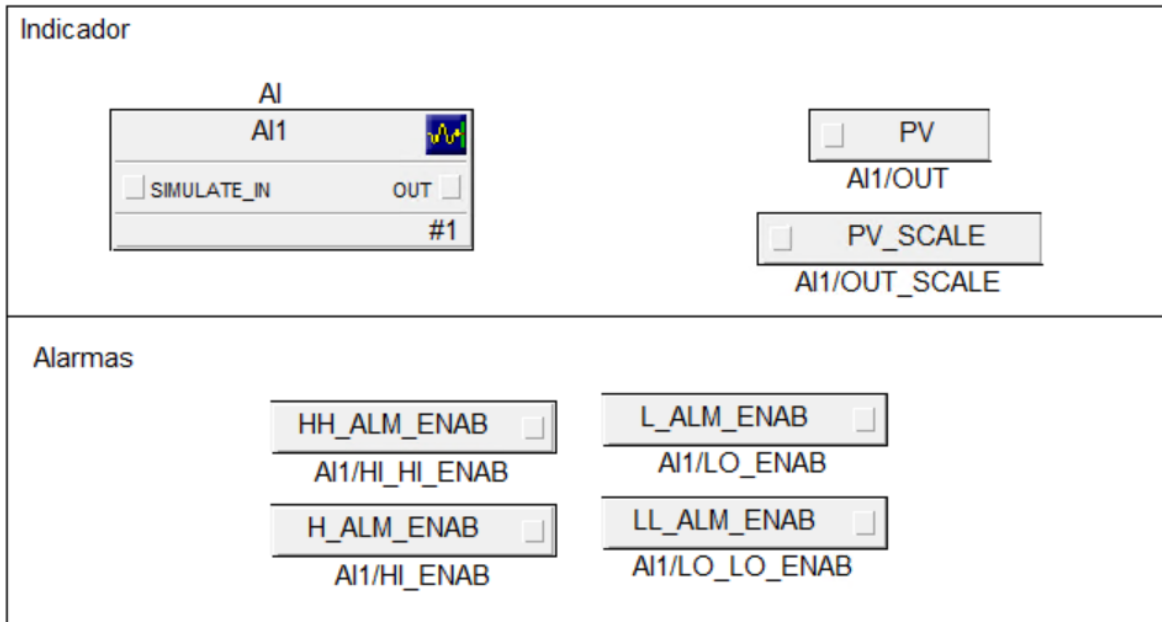 Indicador
AI
AI1
SIMULATE_IN OUT
#1
PV
AI1/OUT
PV_SCALE
AI1/OUT_SCALE
Alarmas
HH_ALM_ENAB
AI1/HI_HI_ENAB
L_ALM_ENAB
AI1/LO_ENAB
H_ALM_ENAB
AI1/HI_ENAB
LL_ALM_ENAB
AI1/LO_LO_ENAB